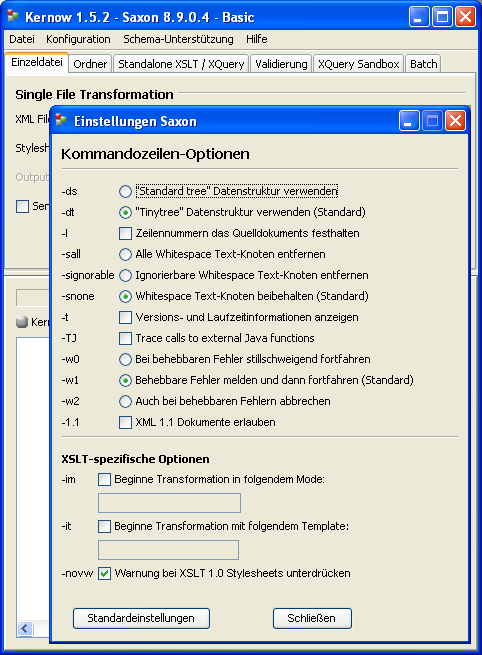 Kernow 1.5.2 - Saxon 8.9.0.4 - Basic
Datei Konfiguration Schema-Unterstützung Hilfe
Einzeldatei Ordner Standalone XSLT / XQuery Validierung XQuery Sandbox Batch
Single File Transformation
XML File
Einstellungen Saxon
Stylesh
Output
Sen
Kern
Kommandozeilen-Optionen
-ds "Standard tree" Datenstruktur verwenden
-dt "Tinytree" Datenstruktur verwenden (Standard)
-l Zeilennummern das Quelldokuments festhalten
-sall Alle Whitespace Text-Knoten entfernen
-signorable Ignorierbare Whitespace Text-Knoten entfernen
-snone Whitespace Text-Knoten beibehalten (Standard)
-t Versions- und Laufzeitinformationen anzeigen
-TJ Trace calls to external Java functions
-w0 Bei behebbaren Fehler stillschweigend fortfahren
-w1 Behebbare Fehler melden und dann fortfahren (Standard)
-w2 Auch bei behebbaren Fehlern abbrechen
-1.1 XML 1.1 Dokumente erlauben
XSLT-spezifische Optionen
-im Beginne Transformation in folgendem Mode:
-it Beginne Transformation mit folgendem Template:
-novw Warnung bei XSLT 1.0 Stylesheets unterdrücken
Standardeinstellungen Schließen